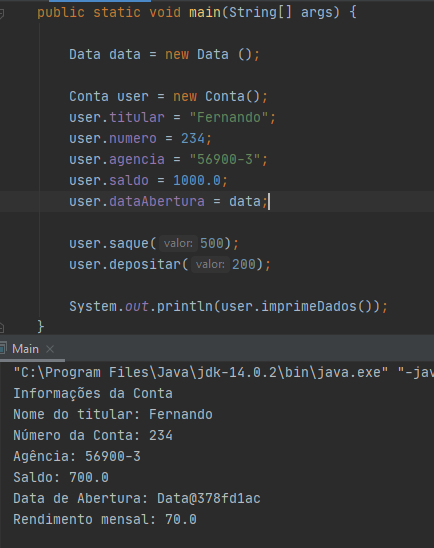 public static void main(String[] args) {
Data data = new Data ();
Conta user = new Conta();
user.titular = "Fernando";
user.numero = 234;
user.agencia = "56900-3";
user.saldo = 1000.0;
user.dataAbertura = data;
user.saque( valor: 500);
user.depositar( valor: 200);
System.out.println(user.imprimeDados());
}
Main
"C:\Program Files\Java\jdk-14.0.2\bin\java.exe" "-jav
Informações da Conta
Nome do titular: Fernando
Número da Conta: 234
Agência: 56900-3
Saldo: 700.0
Data de Abertura: Data@378fd1ac
Rendimento mensal: 70.0